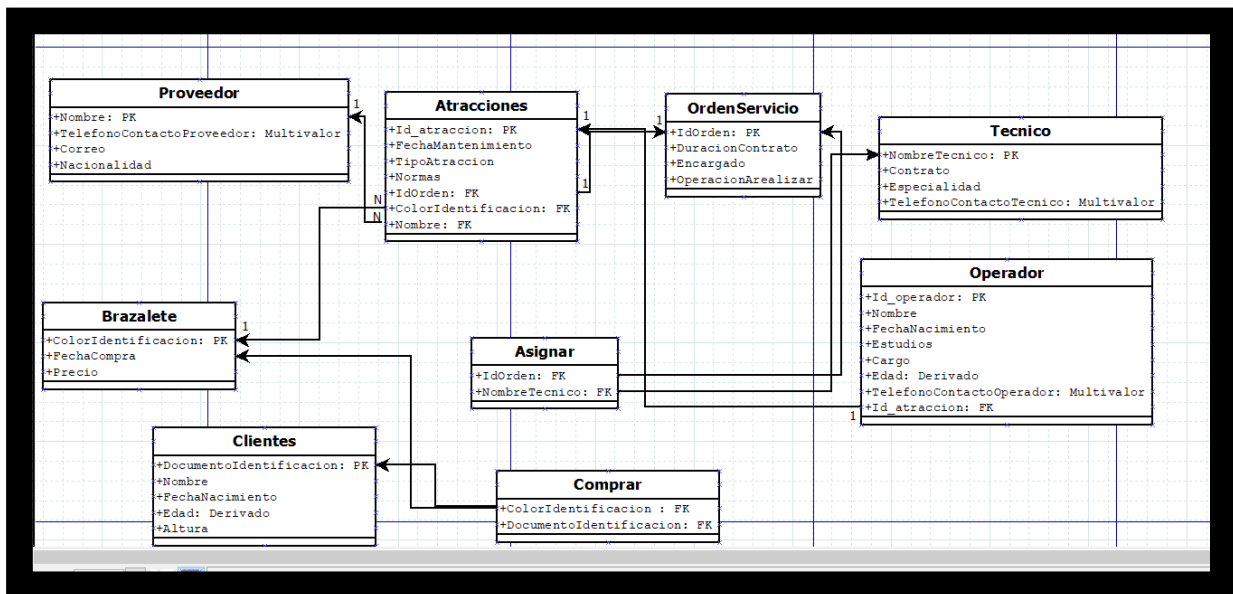 Proveedor
+Nombre: PK
+TelefonoContactoProveedor: Multivalor
+Correo
+Nacionalidad
1
Atracciones
+Id_atraccion: PK
+FechaMantenimiento
+TipoAtraccion
+Normas
+IdOrden: FK
+ColorIdentificacion: FK
+Nombre: FK
N
N
1
1
OrdenServicio
+IdOrden: PK
+DuracionContrato
+Encargado
+OperacionArealizar
1
Tecnico
+NombreTecnico: PK
+Contrato
+Especialidad
+TelefonoContactoTecnico: Multivalor
Operador
+Id_operador: PK
+Nombre
+FechaNacimiento
+Estudios
+Cargo
+Edad: Derivado
+TelefonoContactoOperador: Multivalor
+Id_atraccion: FK
1
Brazalete
+ColorIdentificacion: PK
+FechaCompra
+Precio
1
Asignar
+IdOrden: FK
+NombreTecnico: FK
Clientes
+DocumentoIdentificacion: PK
+Nombre
+FechaNacimiento
+Edad: Derivado
+Altura
Comprar
+ColorIdentificacion : FK
+DocumentoIdentificacion: FK